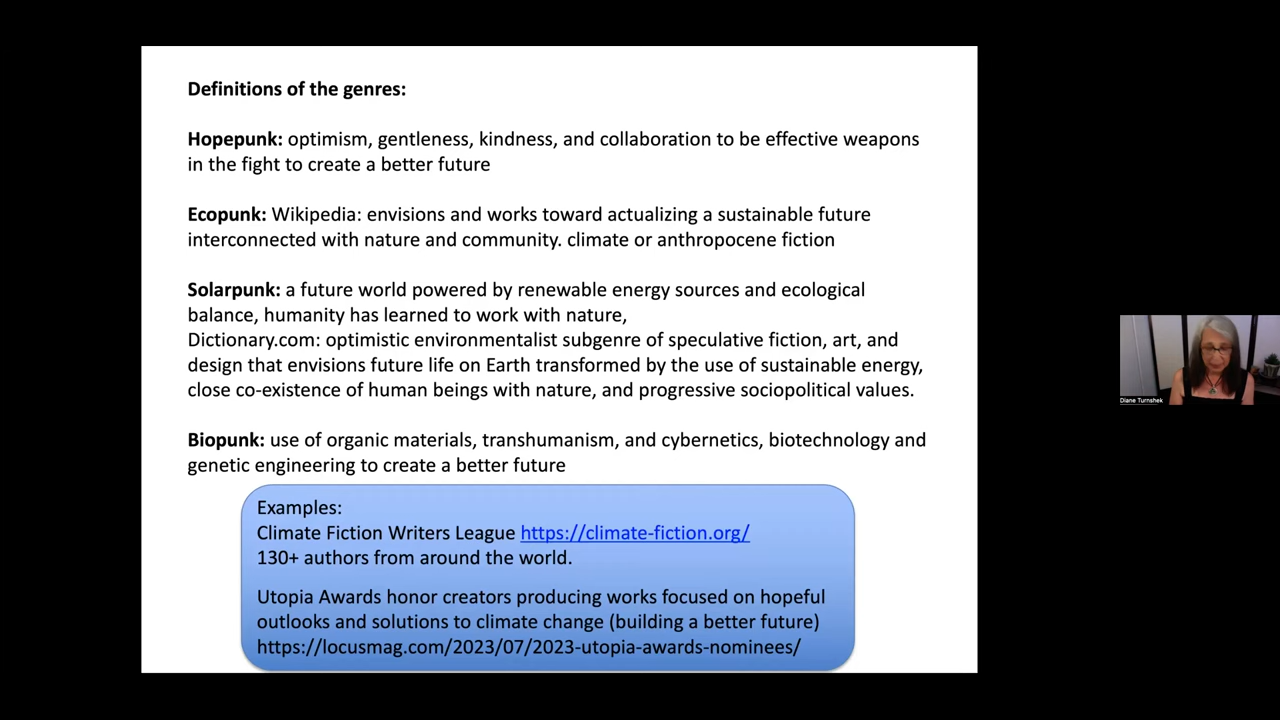 Definitions of the genres:
Hopepunk: optimism, gentleness, kindness, and collaboration to be effective weapons
in the fight to create a better future
Ecopunk: Wikipedia: envisions and works toward actualizing a sustainable future
interconnected with nature and community. climate or anthropocene fiction
Solarpunk: a future world powered by renewable energy sources and ecological
balance, humanity has learned to work with nature,
Dictionary.com: optimistic environmentalist subgenre of speculative fiction, art, and
design that envisions future life on Earth transformed by the use of sustainable energy,
close co-existence of human beings with nature, and progressive sociopolitical values.
Biopunk: use of organic materials, transhumanism, and cybernetics, biotechnology and
genetic engineering to create a better future
Examples:
Climate Fiction Writers League https://climate-fiction.org/
130+ authors from around the world.
Utopia Awards honor creators producing works focused on hopeful
outlooks and solutions to climate change (building a better future)
https://locusmag.com/2023/07/2023-utopia-awards-nominees/
Diane Turnshek